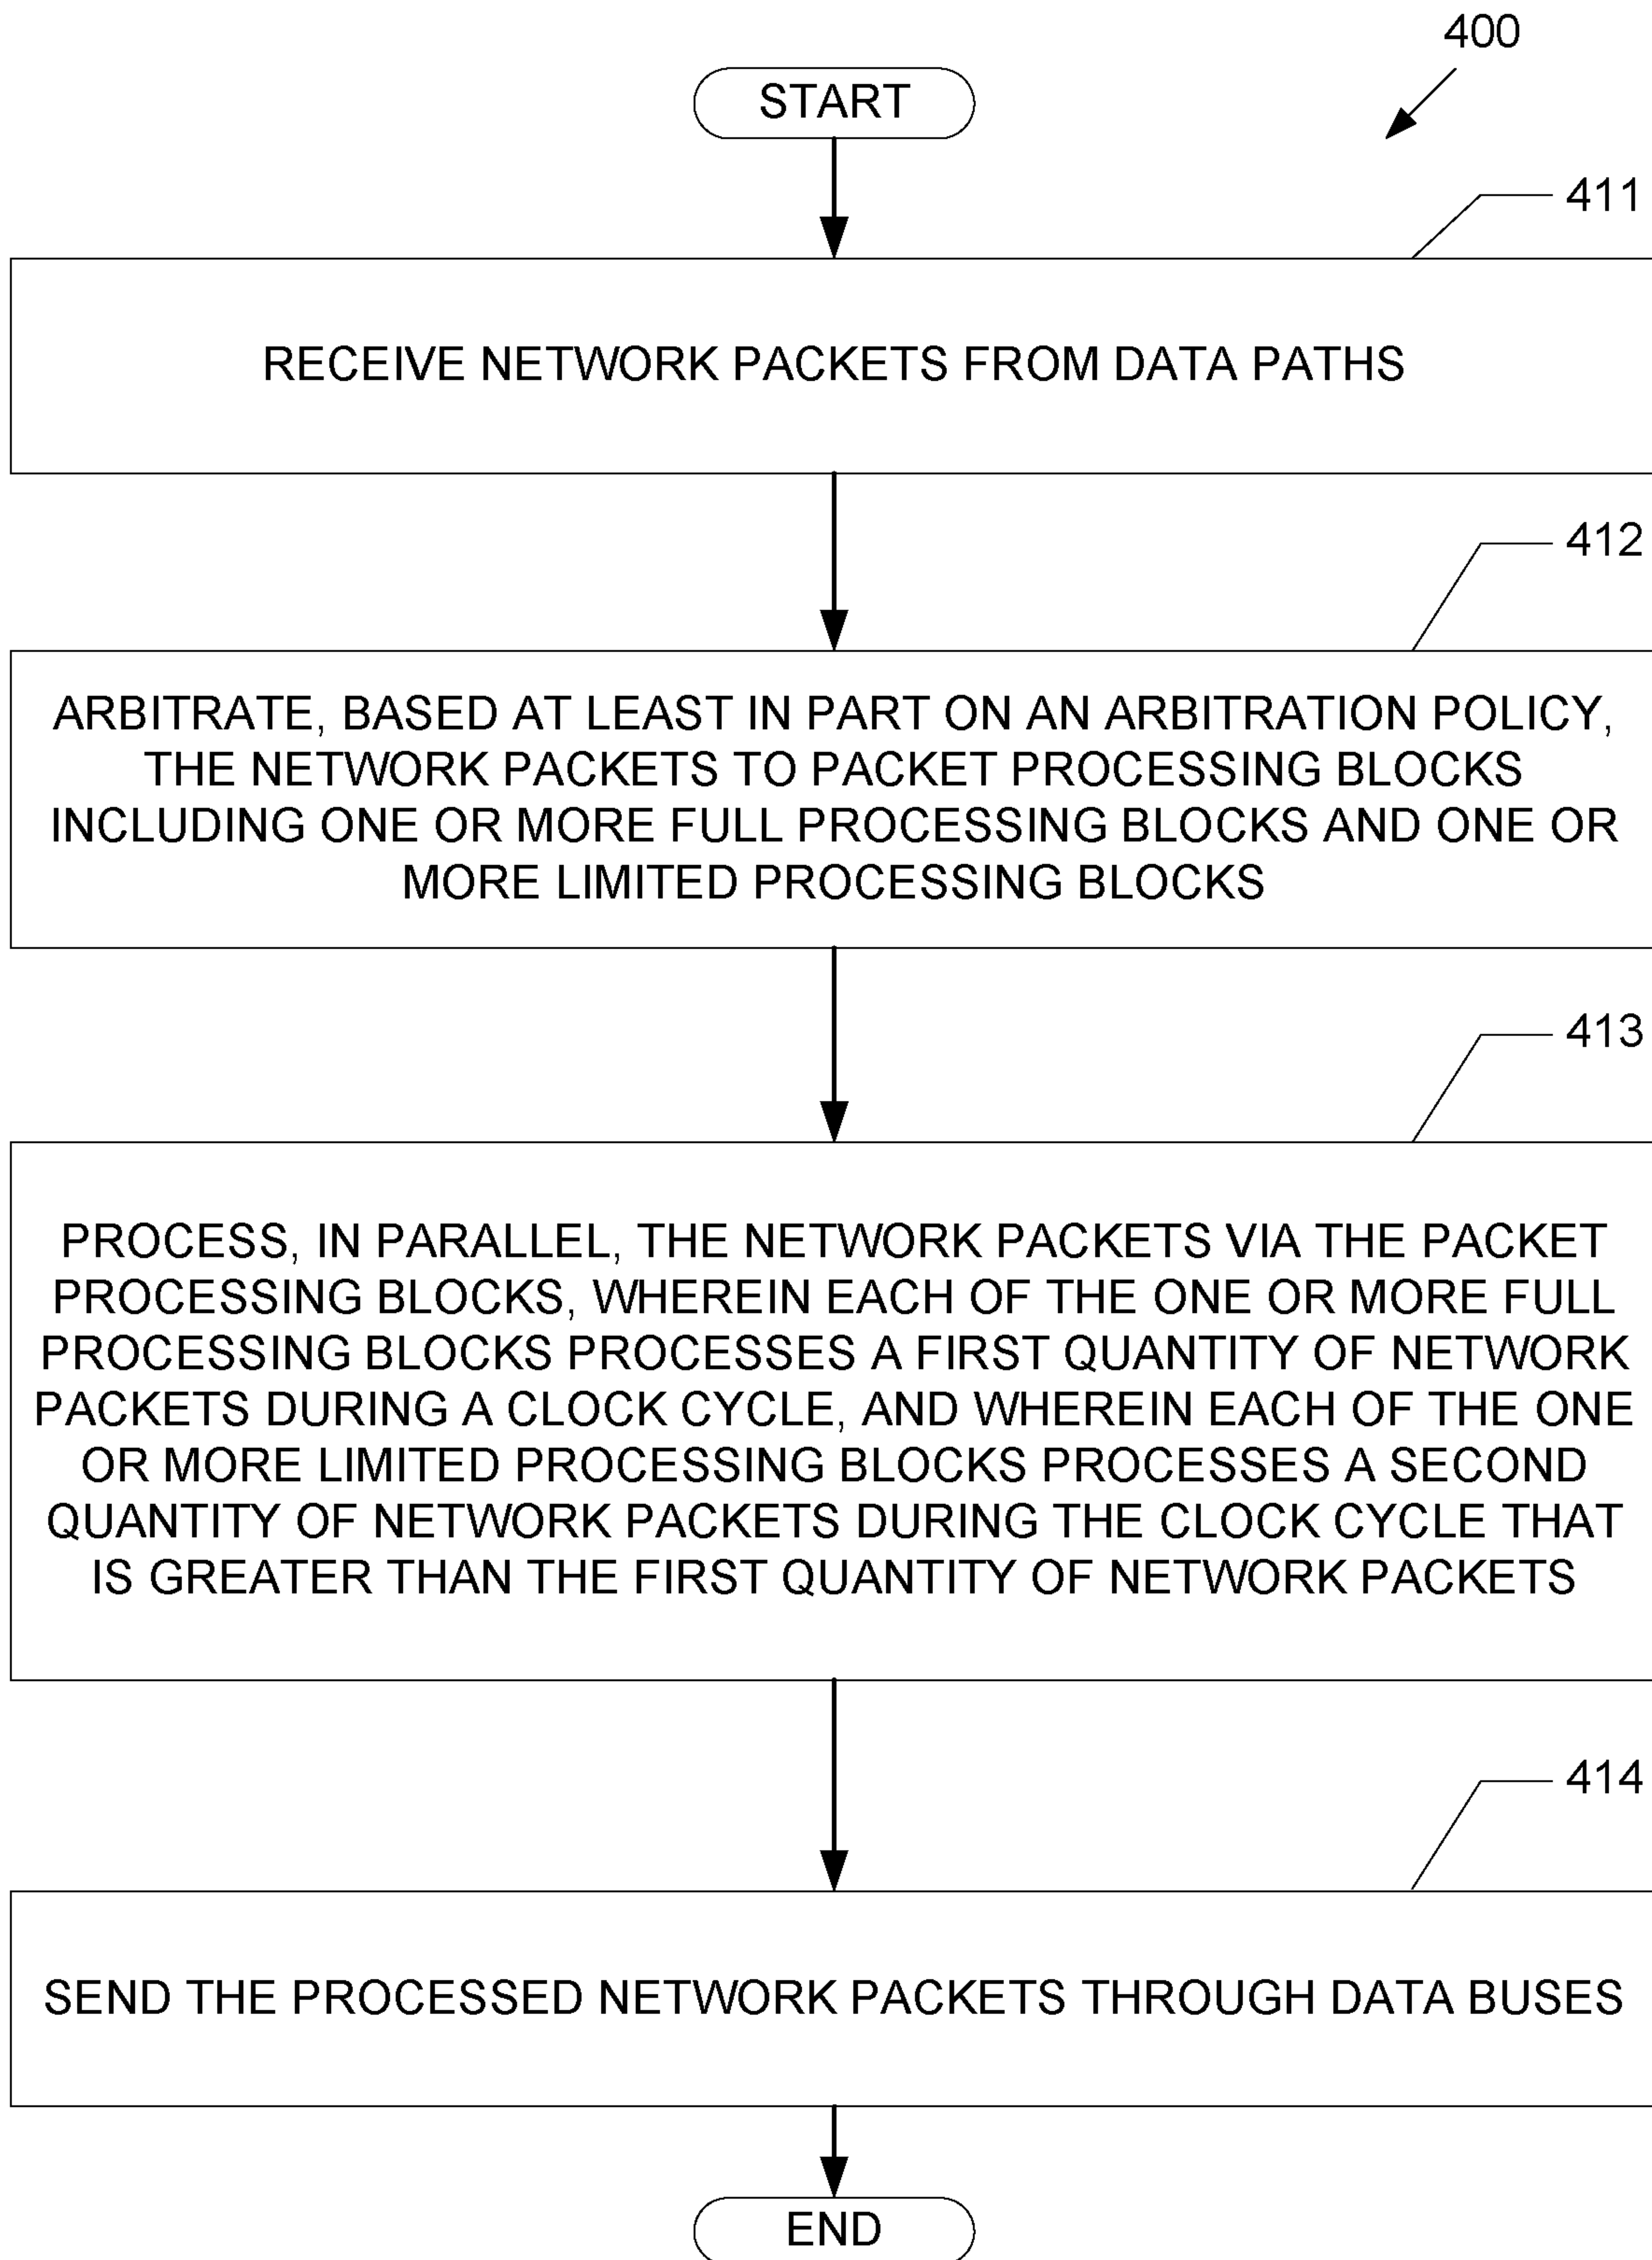 400
START
411
RECEIVE NETWORK PACKETS FROM DATA PATHS
412
ARBITRATE, BASED AT LEAST IN PART ON AN ARBITRATION POLICY,
THE NETWORK PACKETS TO PACKET PROCESSING BLOCKS
INCLUDING ONE OR MORE FULL PROCESSING BLOCKS AND ONE OR
MORE LIMITED PROCESSING BLOCKS
413
PROCESS, IN PARALLEL, THE NETWORK PACKETS VIA THE PACKET
PROCESSING BLOCKS, WHEREIN EACH OF THE ONE OR MORE FULL
PROCESSING BLOCKS PROCESSES A FIRST QUANTITY OF NETWORK
PACKETS DURING A CLOCK CYCLE, AND WHEREIN EACH OF THE ONE
OR MORE LIMITED PROCESSING BLOCKS PROCESSES A SECOND
QUANTITY OF NETWORK PACKETS DURING THE CLOCK CYCLE THAT
IS GREATER THAN THE FIRST QUANTITY OF NETWORK PACKETS
414
SEND THE PROCESSED NETWORK PACKETS THROUGH DATA BUSES
END